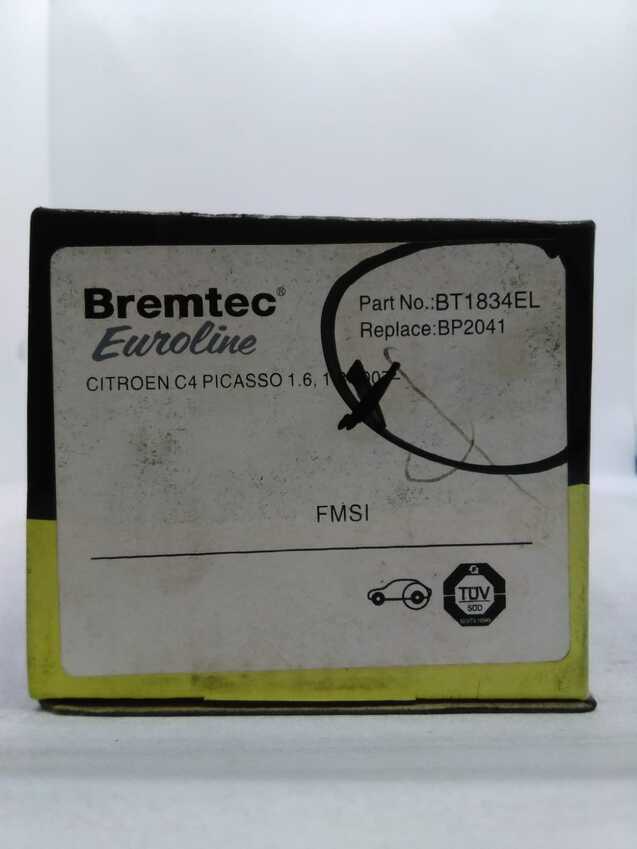 Bremtec®
Euroline
Part No.:BT1834EL
Replace:BP2041
CITROEN C4 PICASSO 1.6,
FMSI
TÜV
SÜD